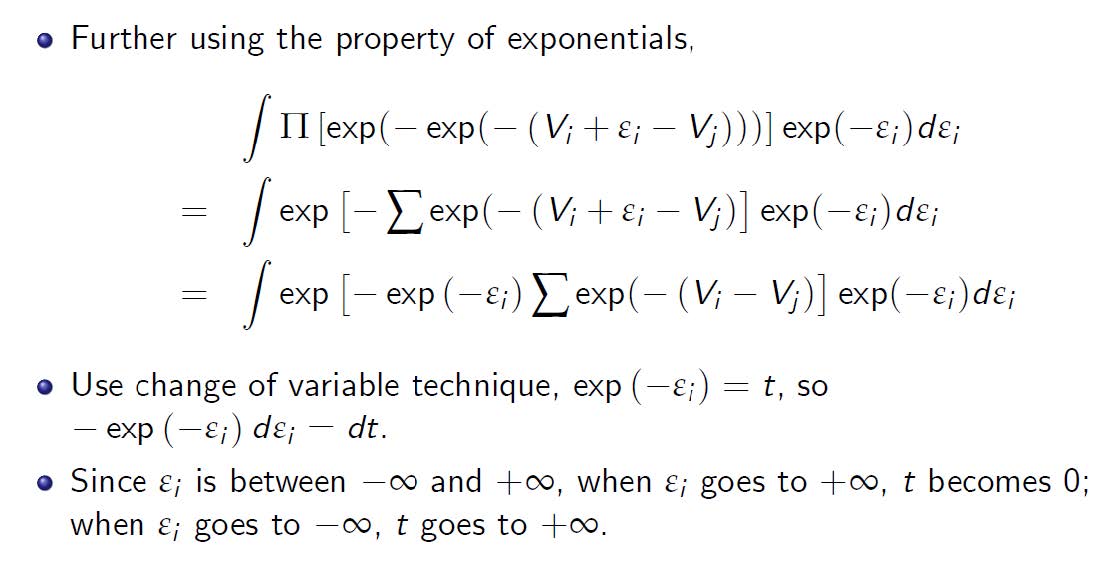 Further using the property of exponentials,
∫ Π [exp(− exp(− (V_i + ε_i − V_j)))] exp(−ε_i)dε_i
= ∫ exp [− ∑ exp(− (V_i + ε_i − V_j)] exp(−ε_i)dε_i
= ∫ exp [− exp (−ε_i) ∑ exp(− (V_i − V_j)] exp(−ε_i)dε_i
Use change of variable technique, exp (−ε_i) = t, so
− exp (−ε_i) dε_i − dt.
Since ε_i is between −∞ and +∞, when ε_i goes to +∞, t becomes 0;
when ε_i goes to −∞, t goes to +∞.